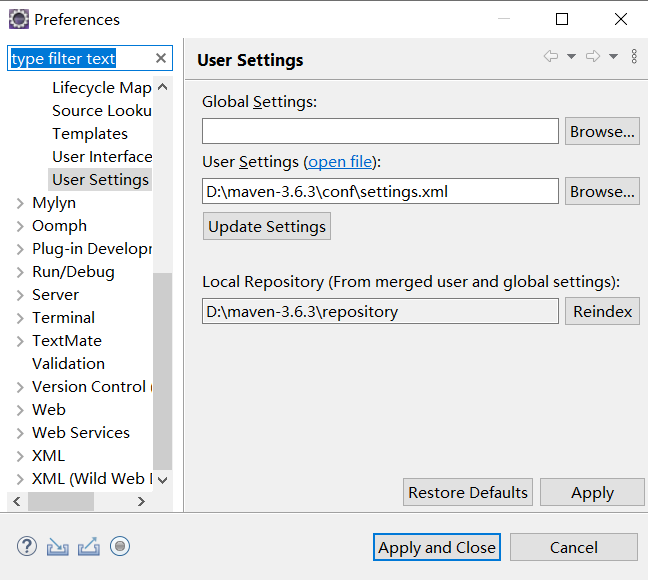 Preferences
type filter text
Lifecycle Map
Source Looku
Templates
User Interface
User Settings
Mylyn
Oomph
Plug-in Developr
Run/Debug
Server
Terminal
TextMate
Validation
Version Control (
Web
Web Services
XML
XML (Wild Web
User Settings
Global Settings:
Browse...
User Settings (open file):
D:\maven-3.6.3\conf\settings.xml
Browse...
Update Settings
Local Repository (From merged user and global settings):
D:\maven-3.6.3\repository
Reindex
Restore Defaults
Apply
Apply and Close
Cancel